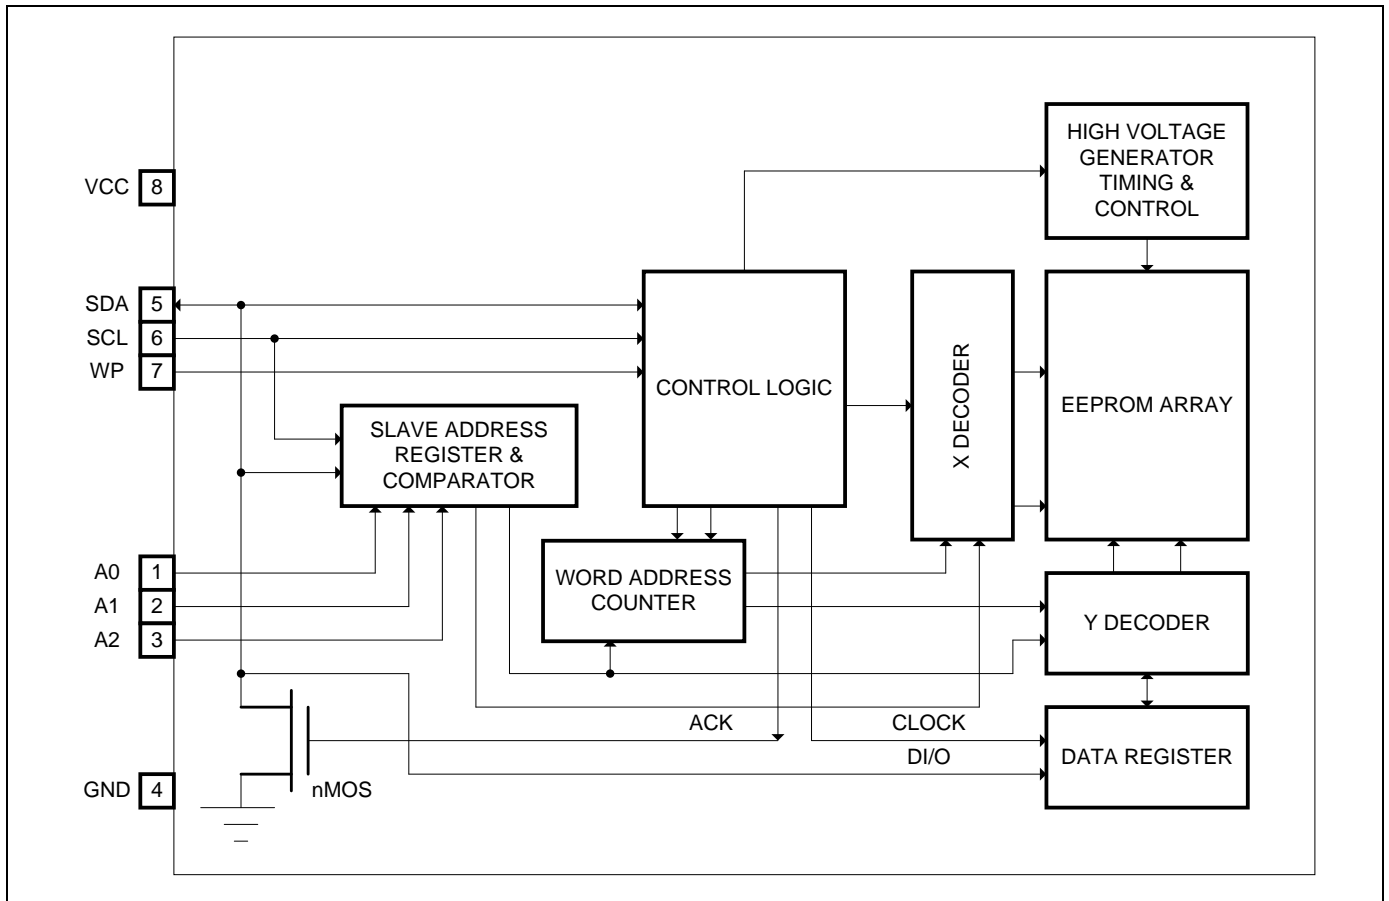 HIGH VOLTAGE
GENERATOR
TIMING &
CONTROL
VCC 8
SDA 5
SCL 6
WP 7
CONTROL LOGIC
X DECODER
EEPROM ARRAY
SLAVE ADDRESS
REGISTER &
COMPARATOR
A0 1
A1 2
A2 3
WORD ADDRESS
COUNTER
Y DECODER
ACK
CLOCK
DI/O
DATA REGISTER
GND 4
nMOS